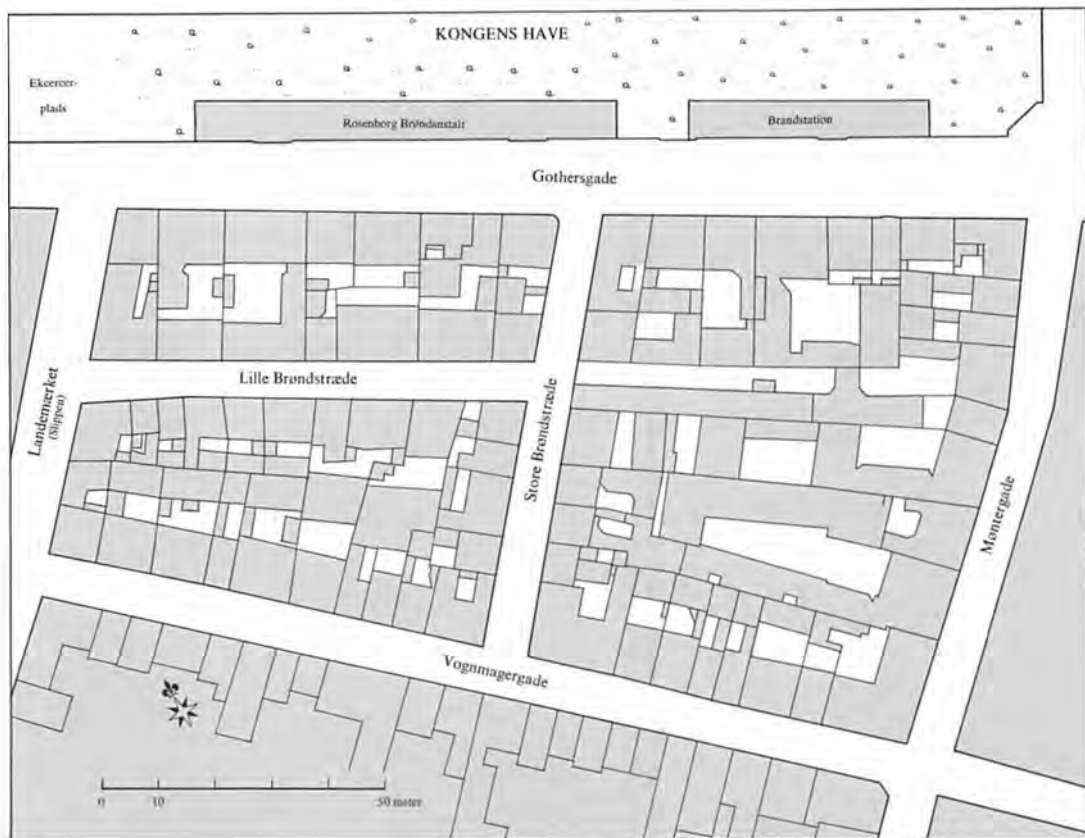 KONGENS HAVE
Ekcercer-
plads
Rosenborg Brøndanstalt
Brandstation
Gothersgade
Lille Brøndstræde
Landemærket
(Slippen)
Store Brøndstræde
Møntergade
Vognmagergade
0 10 50 meter